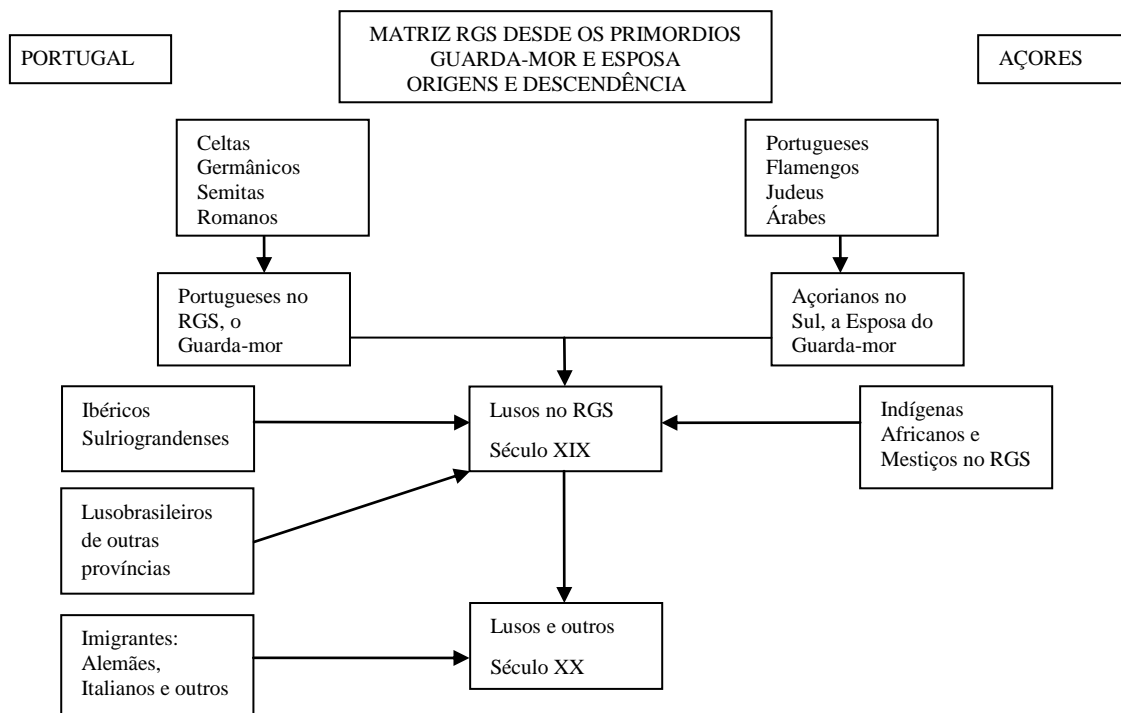 PORTUGAL
MATRIZ RGS DESDE OS PRIMORDIOS
GUARDA-MOR E ESPOSA
ORIGENS E DESCENDÊNCIA
AÇORES
Celtas
Germânicos
Semitas
Romanos
Portugueses
Flamengos
Judeus
Árabes
Portugueses no
RGS, o
Guarda-mor
Açorianos no
Sul, a Esposa do
Guarda-mor
Ibéricos
Sulriograndenses
Lusos no RGS
Século XIX
Indígenas
Africanos e
Mestiços no RGS
Lusobrasileiros
de outras
províncias
Imigrantes:
Alemães,
Italianos e outros
Lusos e outros
Século XX